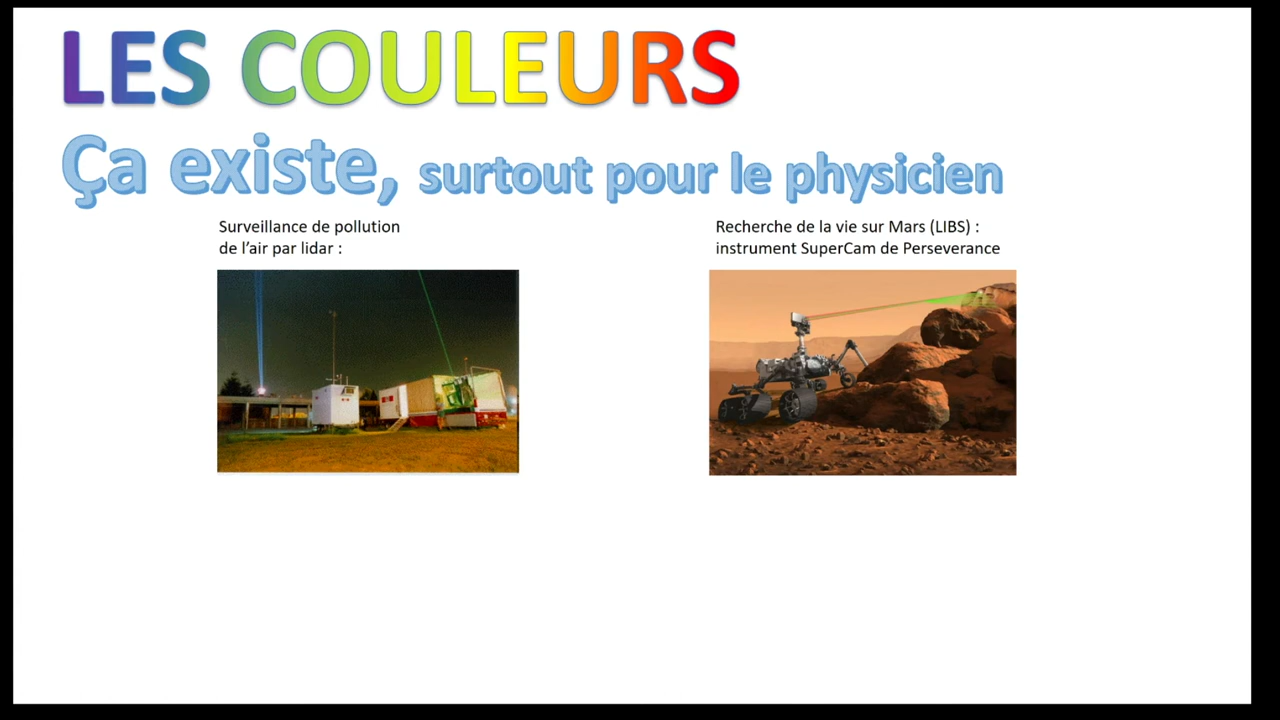 LES COULEURS
Ça existe, surtout pour le physicien
Surveillance de pollution
de l’air par lidar :
Recherche de la vie sur Mars (LIBS) :
instrument SuperCam de Perseverance